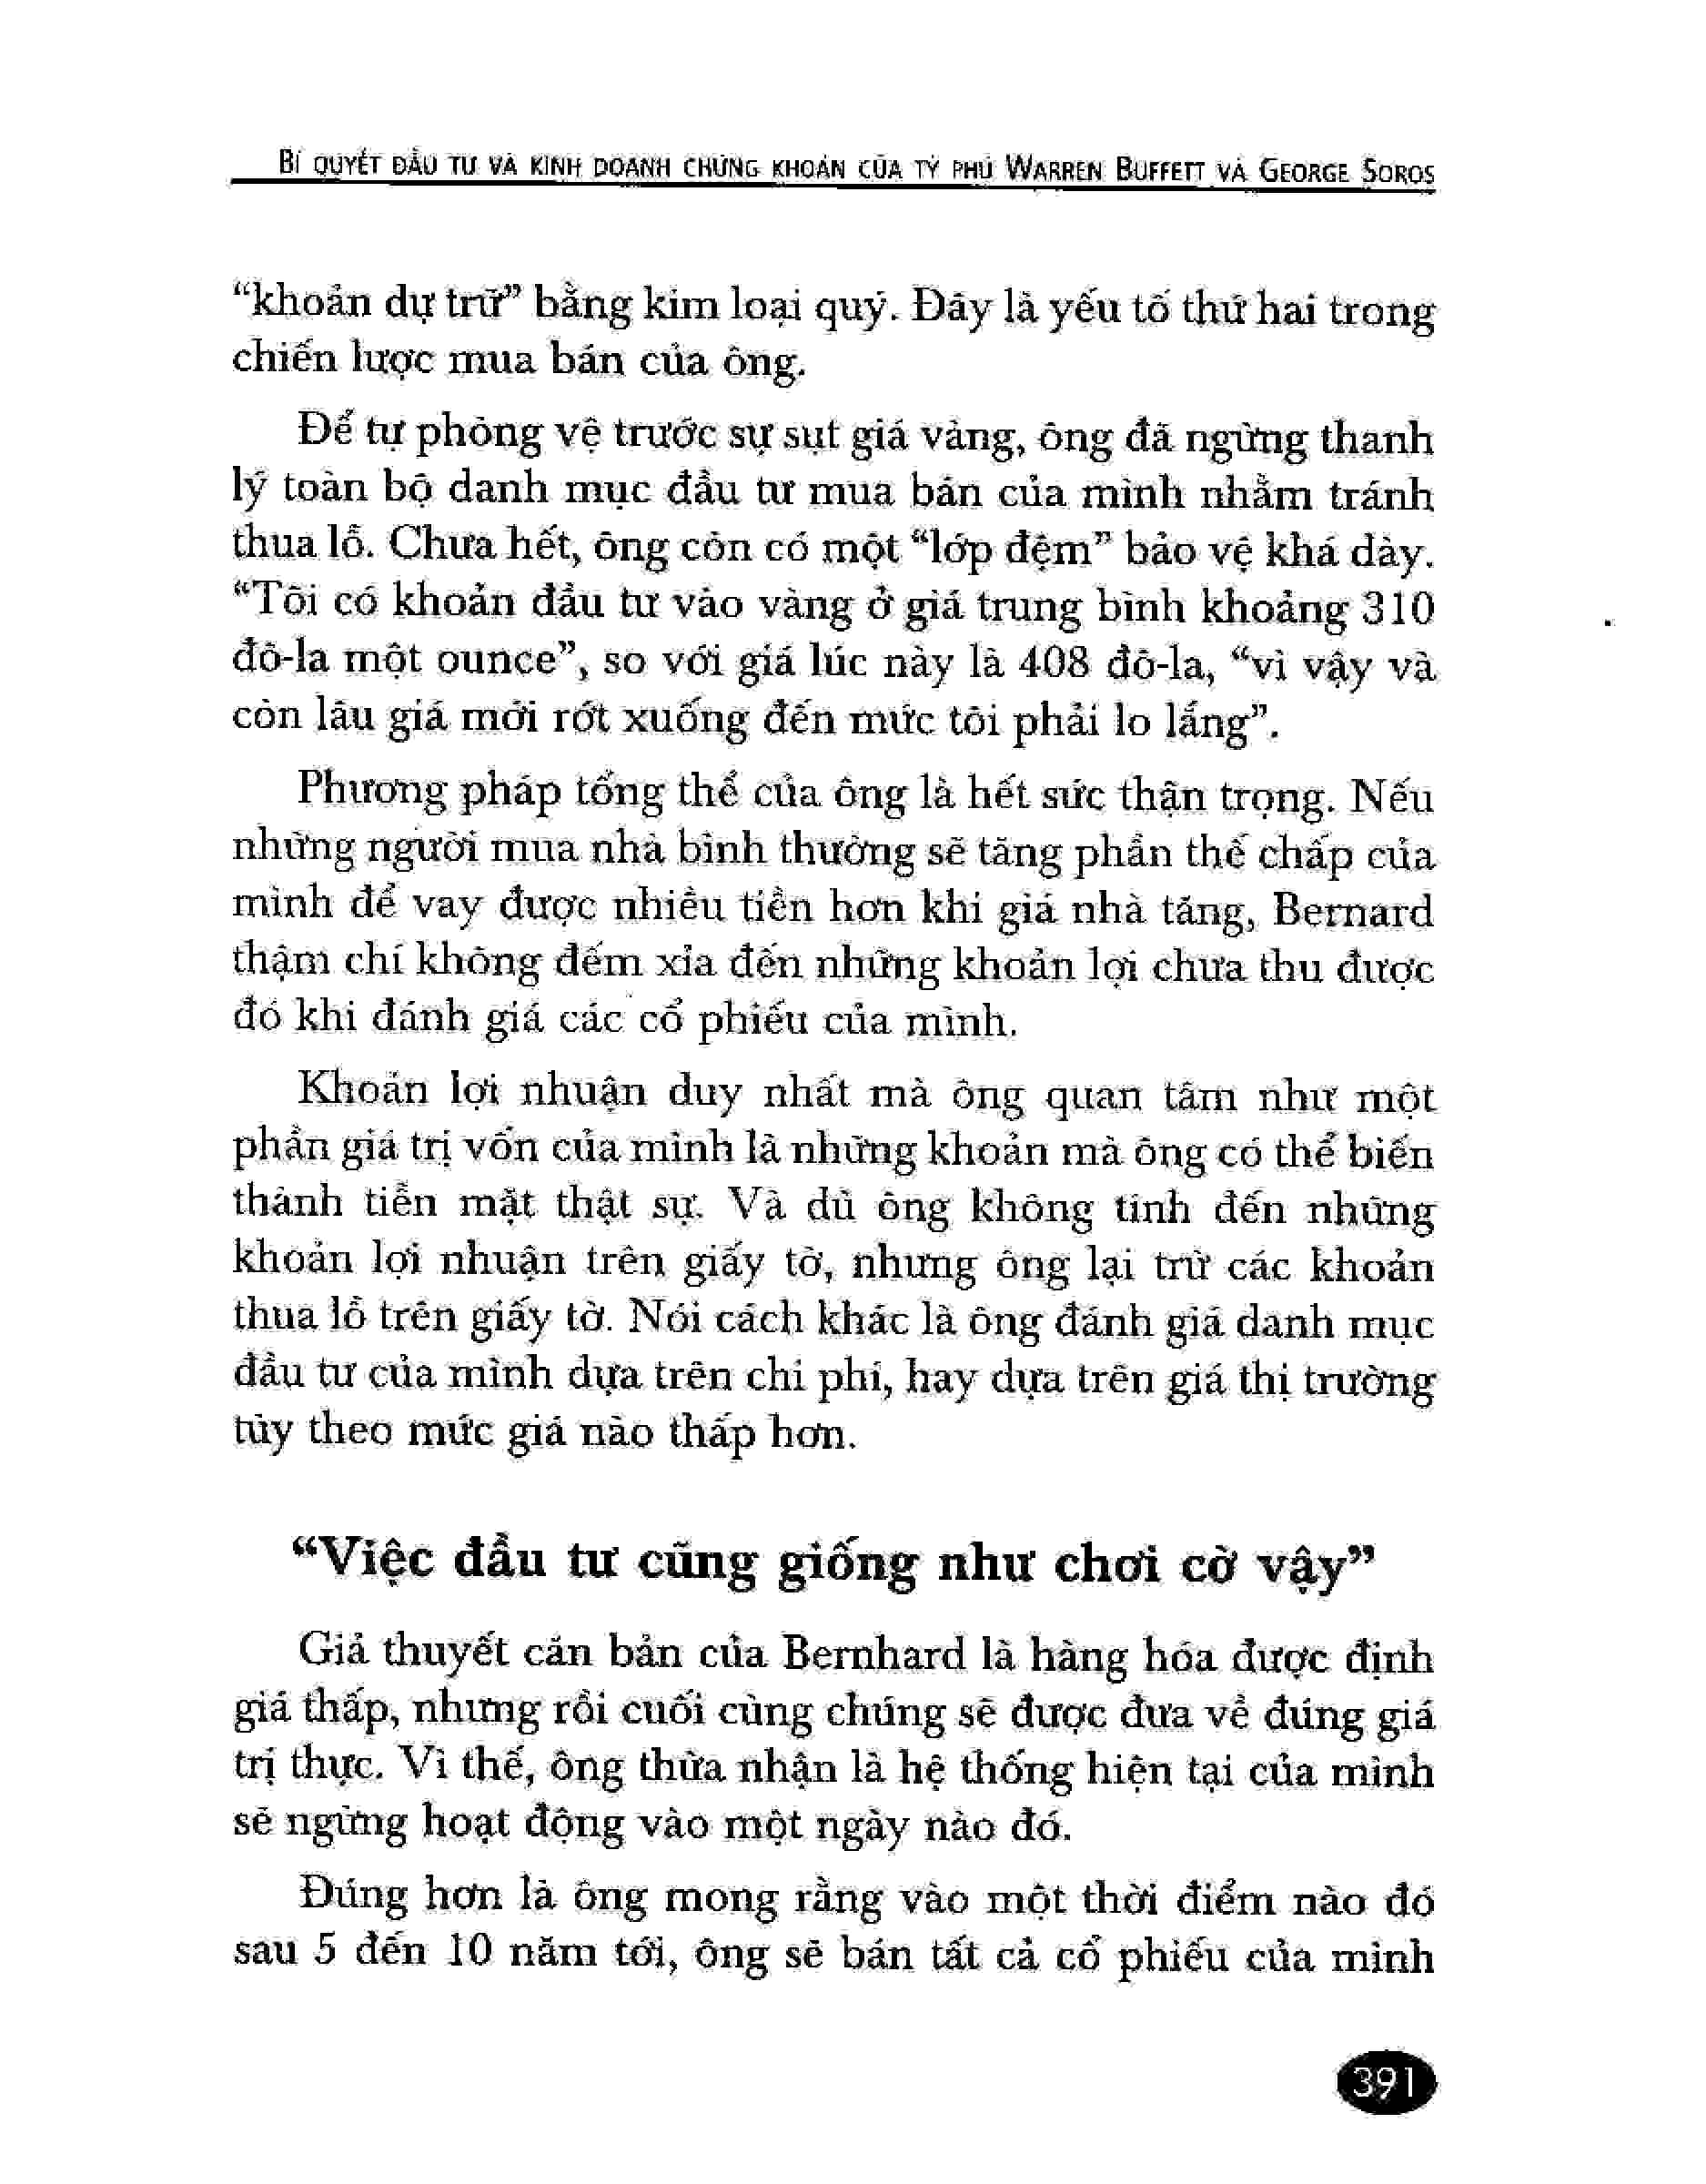 BÍ QUYẾT ĐẦU TƯ VÀ KINH DOANH CHỨNG KHOÁN CỦA TỶ PHÚ WARREN BUFFETT VÀ GEORGE SOROS
“khoản dự trữ” bằng kim loại quý. Đây là yếu tố thứ hai trong
chiến lược mua bán của ông.
Để tự phòng vệ trước sự sụt giá vàng, ông đã ngừng thanh
lý toàn bộ danh mục đầu tư mua bán của mình nhằm tránh
thua lỗ. Chưa hết, ông còn có một “lớp đệm” bảo vệ khá dày.
“Tôi có khoản đầu tư vào vàng ở giá trung bình khoảng 310
đô-la một ounce”, so với giá lúc này là 408 đô-la, “vì vậy và
còn lâu giá mới rớt xuống đến mức tôi phải lo lắng”.
Phương pháp tổng thể của ông là hết sức thận trọng. Nếu
những người mua nhà bình thường sẽ tăng phần thế chấp của
mình để vay được nhiều tiền hơn khi giá nhà tăng, Bernard
thậm chí không đếm xỉa đến những khoản lợi chưa thu được
đó khi đánh giá các cổ phiếu của mình.
Khoản lợi nhuận duy nhất mà ông quan tâm như một
phần giá trị vốn của mình là những khoản mà ông có thể biến
thành tiền mặt thật sự. Và dù ông không tính đến những
khoản lợi nhuận trên giấy tờ, nhưng ông lại trừ các khoản
thua lỗ trên giấy tờ. Nói cách khác là ông đánh giá danh mục
đầu tư của mình dựa trên chi phí, hay dựa trên giá thị trường
tùy theo mức giá nào thấp hơn.
“Việc đầu tư cũng giống như chơi cờ vậy”
Giả thuyết căn bản của Bernhard là hàng hóa được định
giá thấp, nhưng rồi cuối cùng chúng sẽ được đưa về đúng giá
trị thực. Vì thế, ông thừa nhận là hệ thống hiện tại của mình
sẽ ngừng hoạt động vào một ngày nào đó.
Đúng hơn là ông mong rằng vào một thời điểm nào đó
sau 5 đến 10 năm tới, ông sẽ bán tất cả cổ phiếu của mình
391